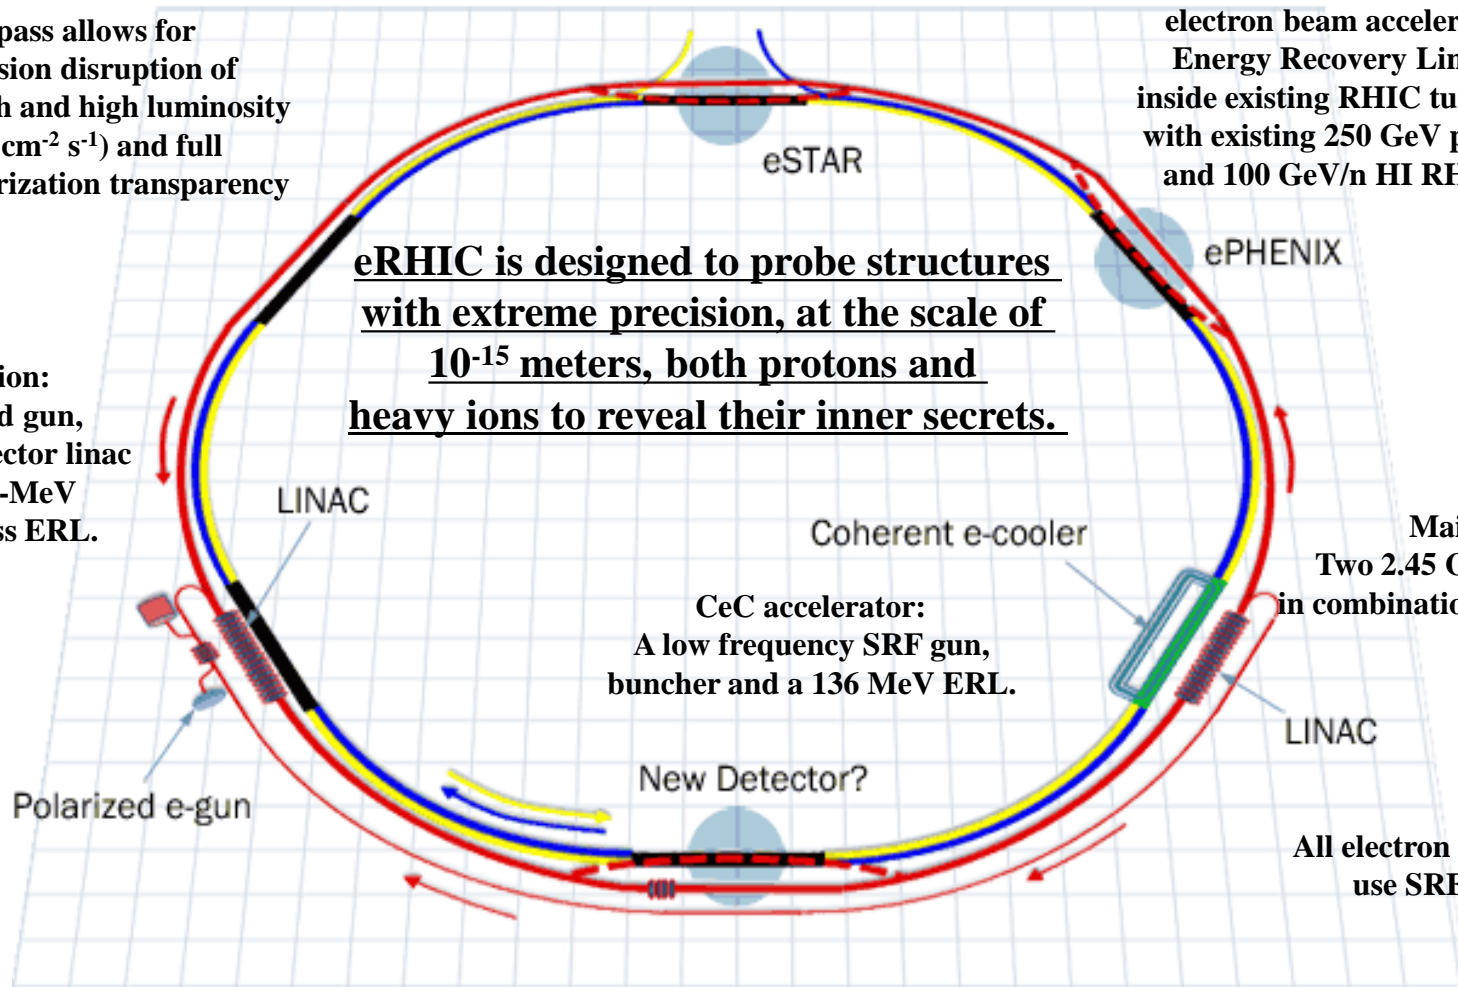 pass allows for
sion disruption of
h and high luminosity
cm-2 s-1) and full
rization transparency
electron beam acceler
Energy Recovery Lin
inside existing RHIC tu
with existing 250 GeV p
and 100 GeV/n HI RH
eSTAR
ePHENIX
eRHIC is designed to probe structures
with extreme precision, at the scale of
10-15 meters, both protons and
heavy ions to reveal their inner secrets.
ion:
d gun,
ector linac
-MeV
ss ERL.
LINAC
Coherent e-cooler
Mai
Two 2.45 G
in combinatio
CeC accelerator:
A low frequency SRF gun,
buncher and a 136 MeV ERL.
LINAC
New Detector?
Polarized e-gun
All electron
use SRF